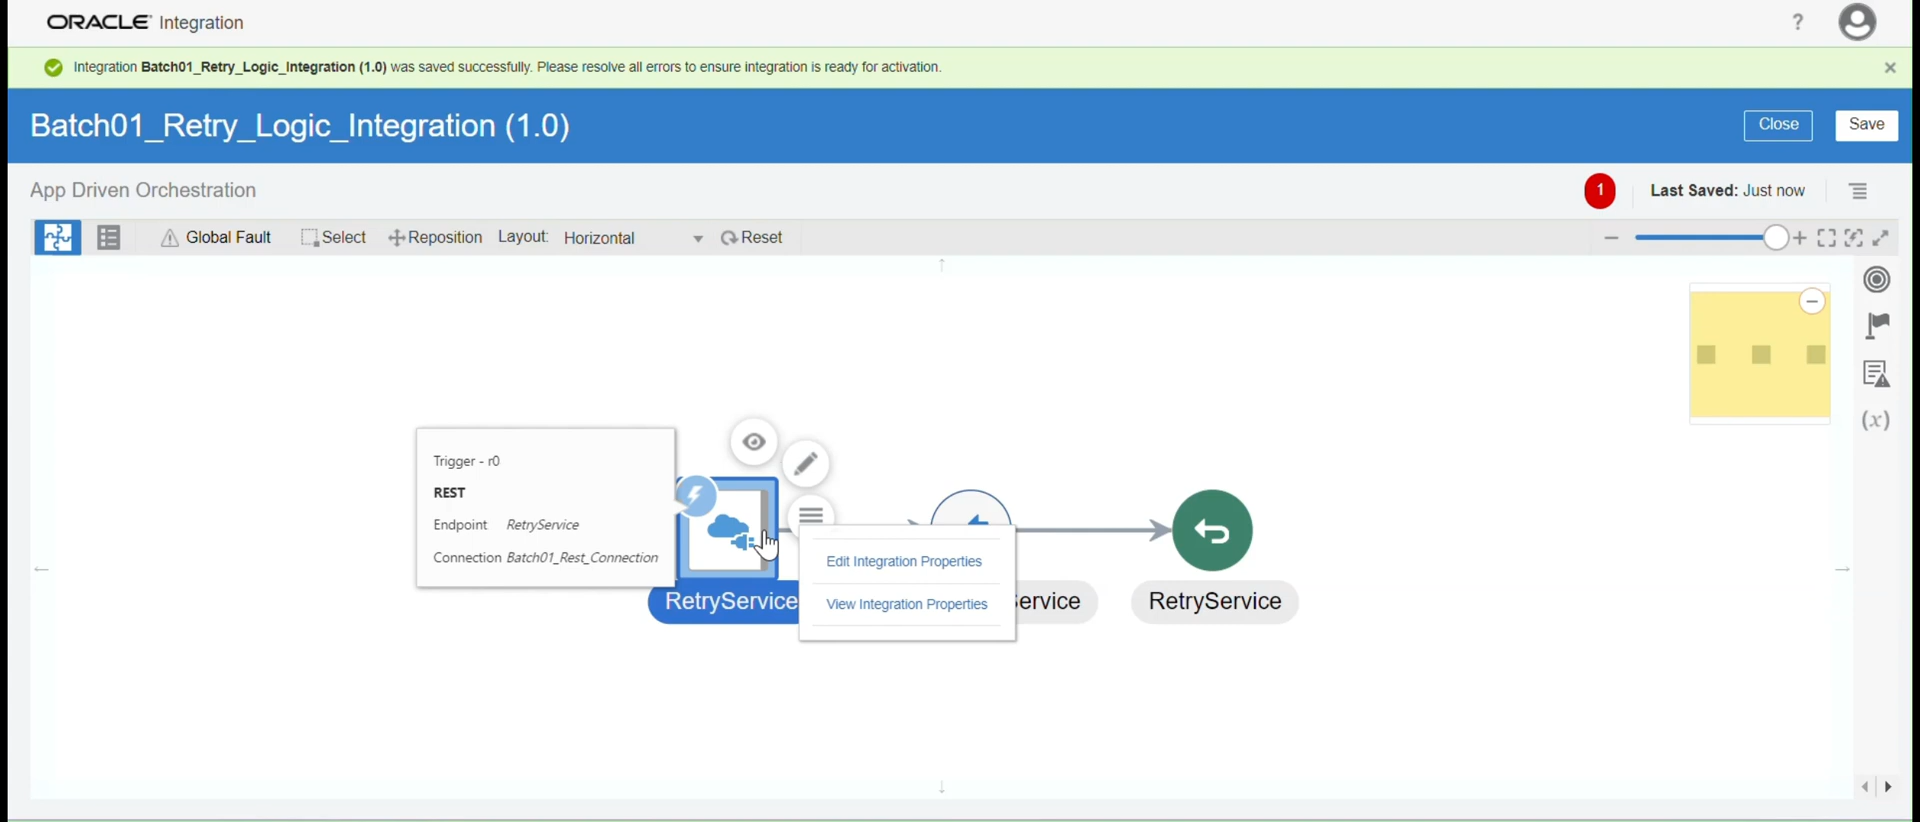 ORACLE Integration
?
Integration Batch01_Retry_Logic_Integration (1.0) was saved successfully. Please resolve all errors to ensure integration is ready for activation.
Batch01_Retry_Logic_Integration (1.0)
Close
Save
App Driven Orchestration
1
Last Saved: Just now
Global Fault
Select
Reposition
Layout:
Horizontal
Reset
(x)
Trigger - r0
REST
Endpoint RetryService
Connection Batch01_Rest_Connection
Edit Integration Properties
View Integration Properties
RetryService
ervice
RetryService